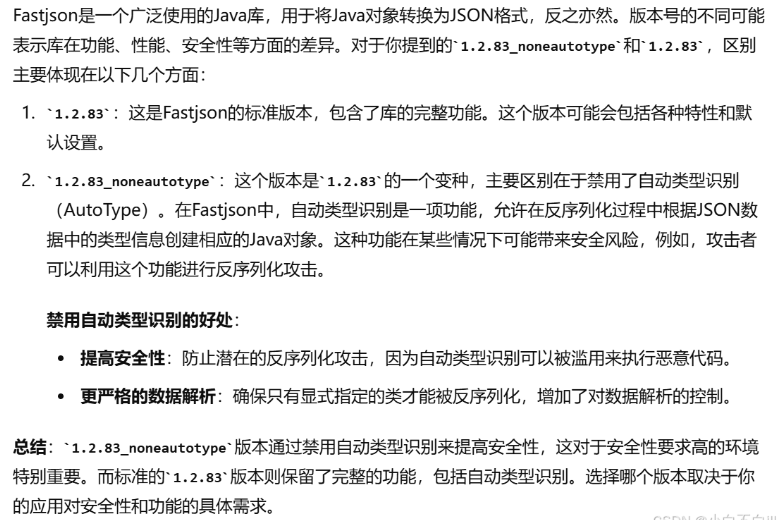 Fastjson是一个广泛使用的Java库，用于将Java对象转换为JSON格式，反之亦然。版本号的不同可能
表示库在功能、性能、安全性等方面的差异。对于你提到的`1.2.83_noneautotype`和`1.2.83`，区别
主要体现在以下几个方面：
1. `1.2.83`：这是Fastjson的标准版本，包含了库的完整功能。这个版本可能会包括各种特性和默
认设置。
2. `1.2.83_noneautotype`：这个版本是`1.2.83`的一个变种，主要区别在于禁用了自动类型识别
（AutoType）。在Fastjson中，自动类型识别是一项功能，允许在反序列化过程中根据JSON数
据中的类型信息创建相应的Java对象。这种功能在某些情况下可能带来安全风险，例如，攻击者
可以利用这个功能进行反序列化攻击。
禁用自动类型识别的好处：
• 提高安全性：防止潜在的反序列化攻击，因为自动类型识别可以被滥用来执行恶意代码。
• 更严格的数据解析：确保只有显式指定的类才能被反序列化，增加了对数据解析的控制。
总结：`1.2.83_noneautotype`版本通过禁用自动类型识别来提高安全性，这对于安全性要求高的环境
特别重要。而标准的`1.2.83`版本则保留了完整的功能，包括自动类型识别。选择哪个版本取决于你
的应用对安全性和功能的具体需求。